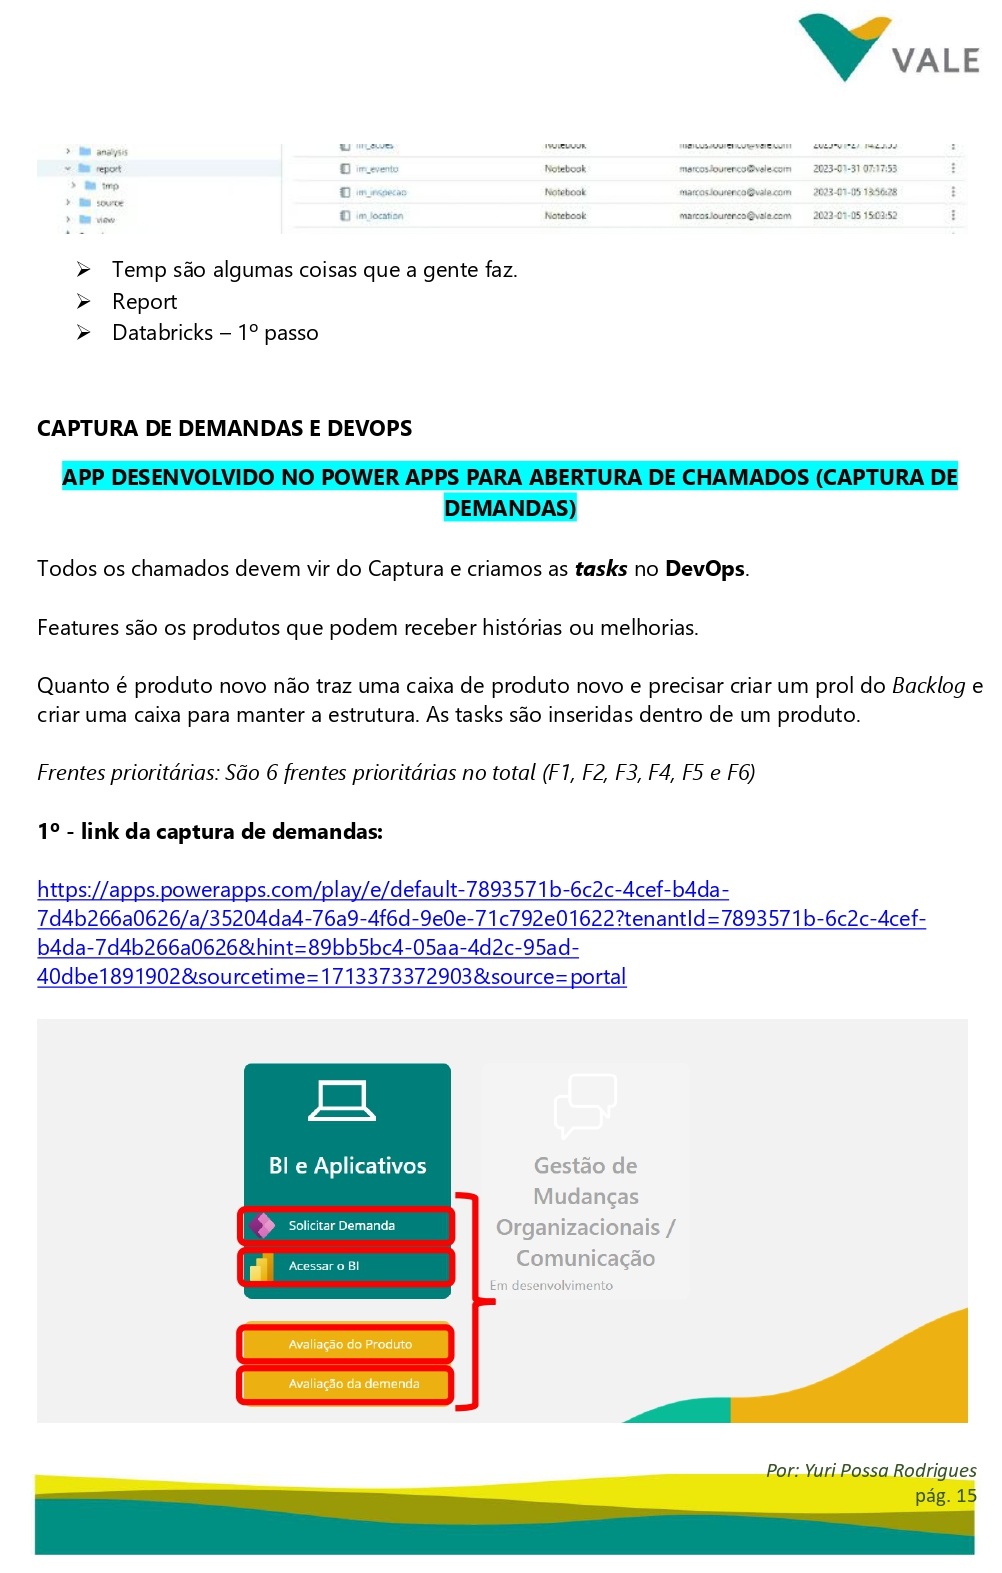 VALE
analysis
im_acoes Notebook marcos.lourenco@vale.com 2023-01-27 14:25:55
report im_evento Notebook marcos.lourenco@vale.com 2023-01-31 07:17:53
tmp im_inspecao Notebook marcos.lourenco@vale.com 2023-01-05 13:56:28
source
view im_location Notebook marcos.lourenco@vale.com 2023-01-05 15:03:52
➢ Temp são algumas coisas que a gente faz.
➢ Report
➢ Databricks – 1º passo
CAPTURA DE DEMANDAS E DEVOPS
APP DESENVOLVIDO NO POWER APPS PARA ABERTURA DE CHAMADOS (CAPTURA DE
DEMANDAS)
Todos os chamados devem vir do Captura e criamos as tasks no DevOps.
Features são os produtos que podem receber histórias ou melhorias.
Quanto é produto novo não traz uma caixa de produto novo e precisar criar um prol do Backlog e
criar uma caixa para manter a estrutura. As tasks são inseridas dentro de um produto.
Frentes prioritárias: São 6 frentes prioritárias no total (F1, F2, F3, F4, F5 e F6)
1º - link da captura de demandas:
https://apps.powerapps.com/play/e/default-7893571b-6c2c-4cef-b4da-
7d4b266a0626/a/35204da4-76a9-4f6d-9e0e-71c792e01622?tenantId=7893571b-6c2c-4cef-
b4da-7d4b266a0626&hint=89bb5bc4-05aa-4d2c-95ad-
40dbe1891902&sourcetime=1713373372903&source=portal
BI e Aplicativos
Solicitar Demanda
Acessar o BI
Avaliação do Produto
Avaliação da demenda
Gestão de
Mudanças
Organizacionais /
Comunicação
Em desenvolvimento
Por: Yuri Possa Rodrigues
pág. 15